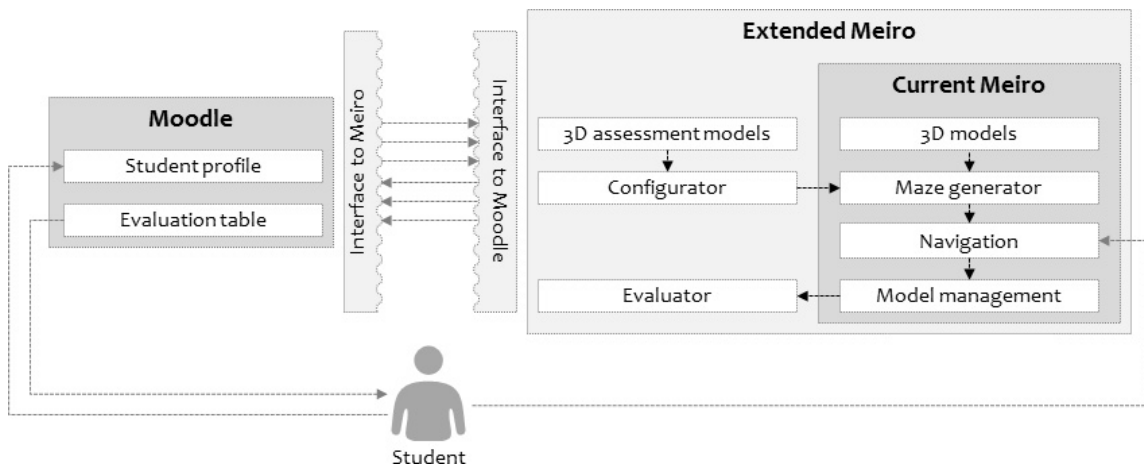 Extended Meiro
Current Meiro
Moodle
Student profile
Evaluation table
Interface to Meiro
Interface to Moodle
3D assessment models
Configurator
Evaluator
3D models
Maze generator
Navigation
Model management
Student